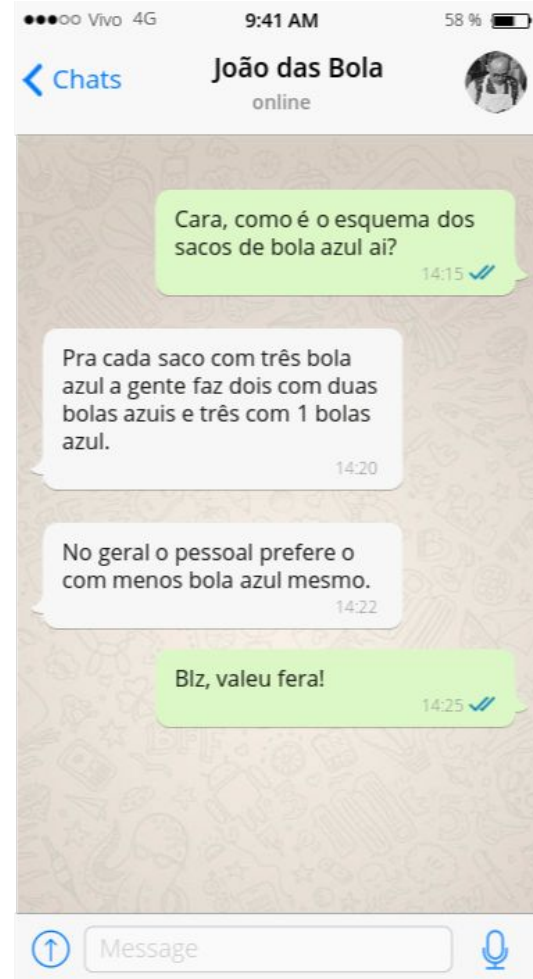 Vivo 4G 9:41 AM 58 %
Chats João das Bola
online
Cara, como é o esquema dos
sacos de bola azul ai?
14:15
Pra cada saco com três bola
azul a gente faz dois com duas
bolas azuis e três com 1 bolas
azul.
14:20
No geral o pessoal prefere o
com menos bola azul mesmo.
14:22
Blz, valeu fera!
14:25
Message